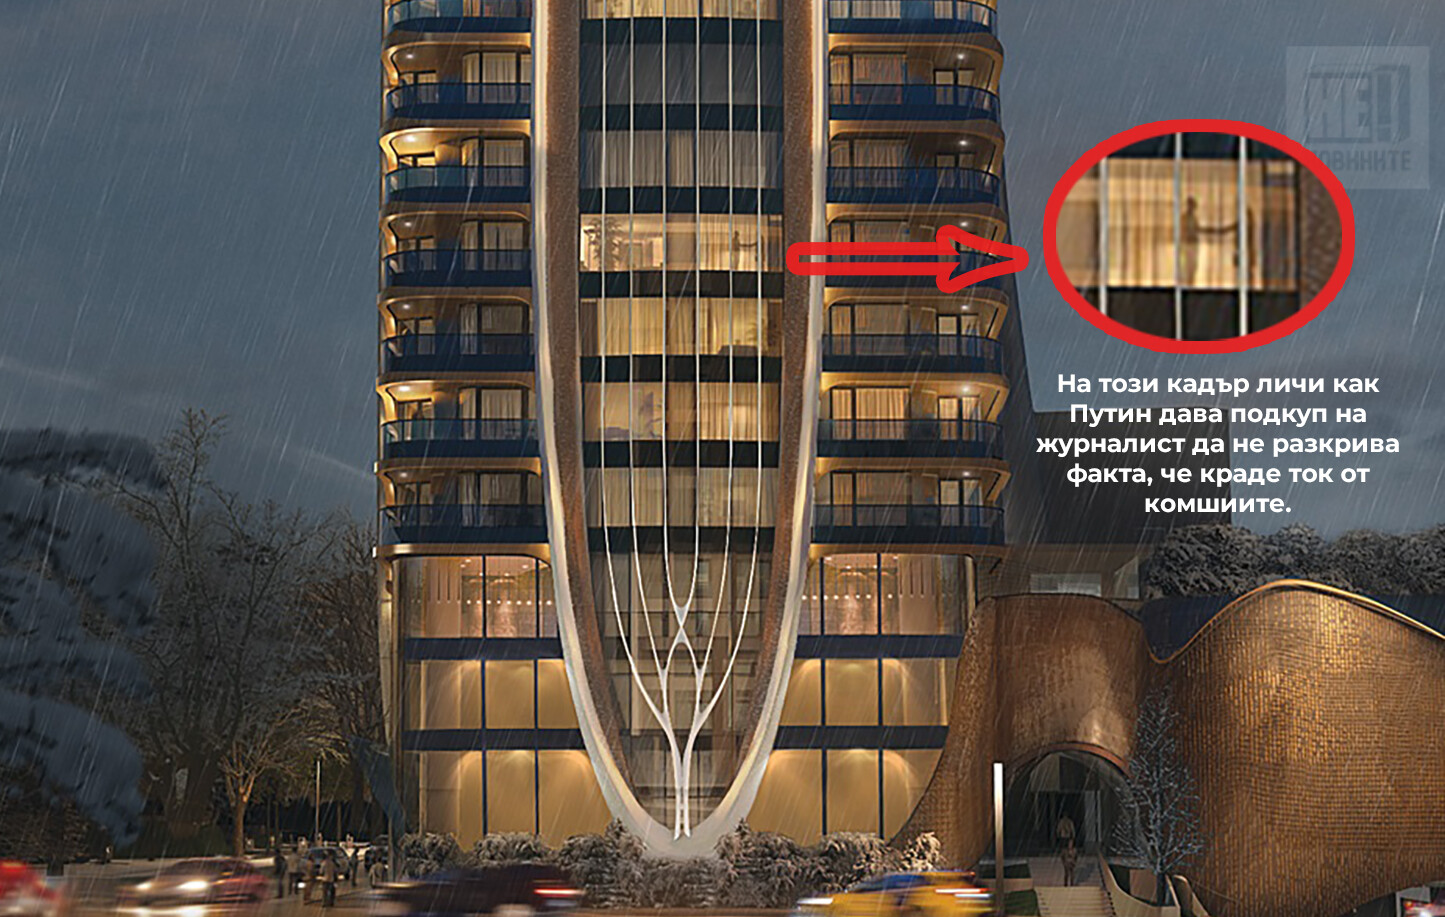 НЕ!
НОВИНИТЕ
На този кадър личи как
Путин дава подкуп на
журналист да не разкрива
факта, че краде ток от
комшиите.